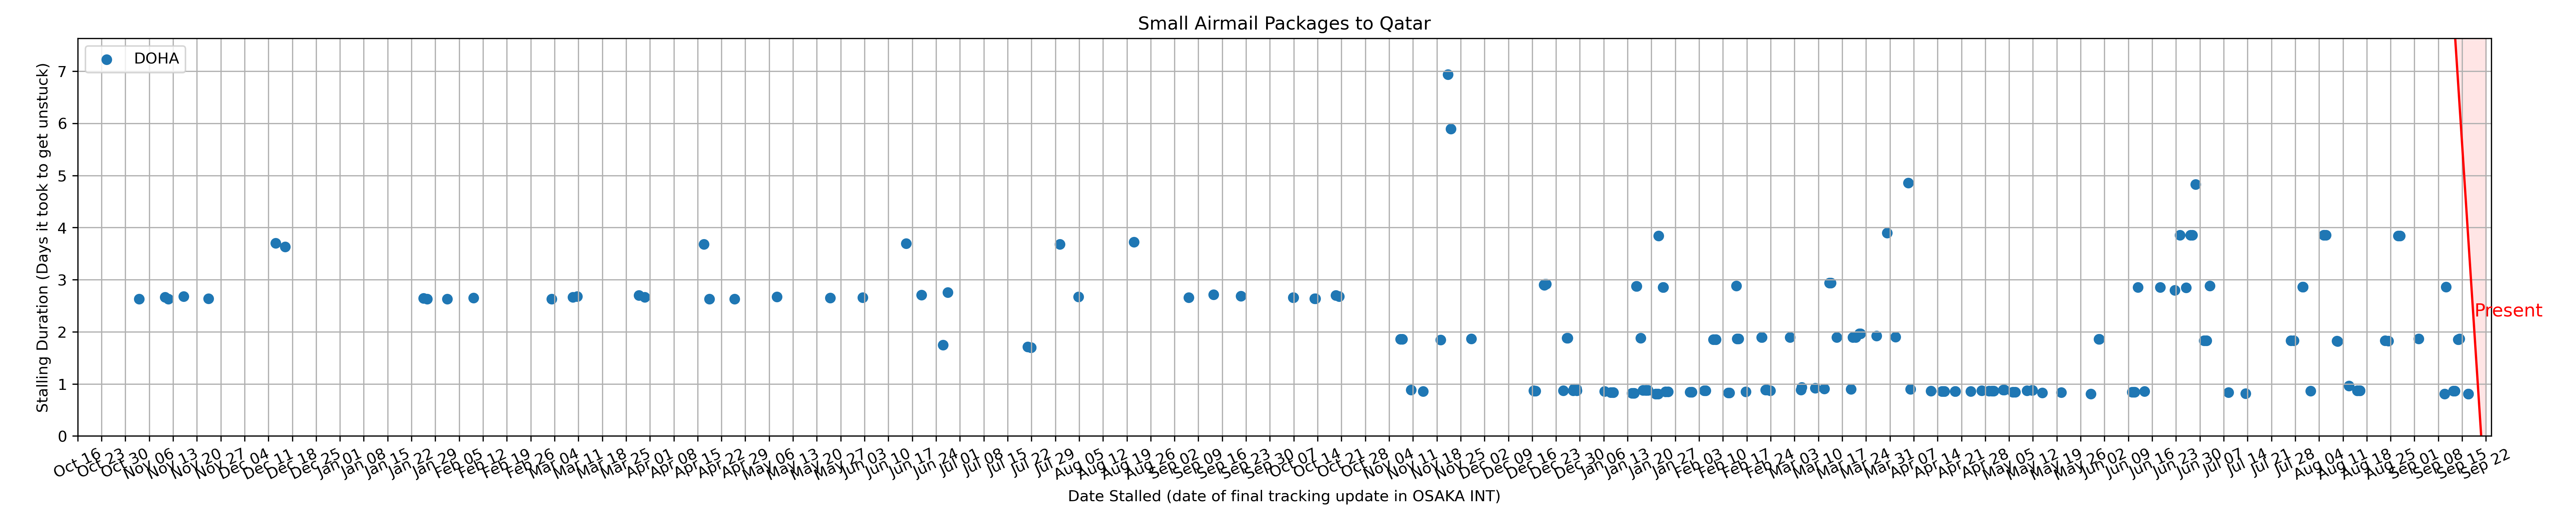 Small Airmail Packages to Qatar
DOHA
Stalling Duration (Days it took to get unstuck)
7
6
5
4
3
2
1
0
Present
Oct 16
Oct 23
Oct 30
Nov 06
Nov 13
Nov 20
Nov 27
Dec 04
Dec 11
Dec 18
Dec 25
Jan 01
Jan 08
Jan 15
Jan 22
Jan 29
Feb 05
Feb 12
Feb 19
Feb 26
Mar 04
Mar 11
Mar 18
Mar 25
Apr 01
Apr 08
Apr 15
Apr 22
Apr 29
May 06
May 13
May 20
May 27
Jun 03
Jun 10
Jun 17
Jun 24
Jul 01
Jul 08
Jul 15
Jul 22
Jul 29
Aug 05
Aug 12
Aug 19
Aug 26
Sep 02
Sep 09
Sep 16
Sep 23
Sep 30
Oct 07
Oct 14
Oct 21
Oct 28
Nov 04
Nov 11
Nov 18
Nov 25
Dec 02
Dec 09
Dec 16
Dec 23
Dec 30
Jan 06
Jan 13
Jan 20
Jan 27
Feb 03
Feb 10
Feb 17
Feb 24
Mar 03
Mar 10
Mar 17
Mar 24
Mar 31
Apr 07
Apr 14
Apr 21
Apr 28
May 05
May 12
May 19
May 26
Jun 02
Jun 09
Jun 16
Jun 23
Jun 30
Jul 07
Jul 14
Jul 21
Jul 28
Aug 04
Aug 11
Aug 18
Aug 25
Sep 01
Sep 08
Sep 15
Sep 22
Date Stalled (date of final tracking update in OSAKA INT)